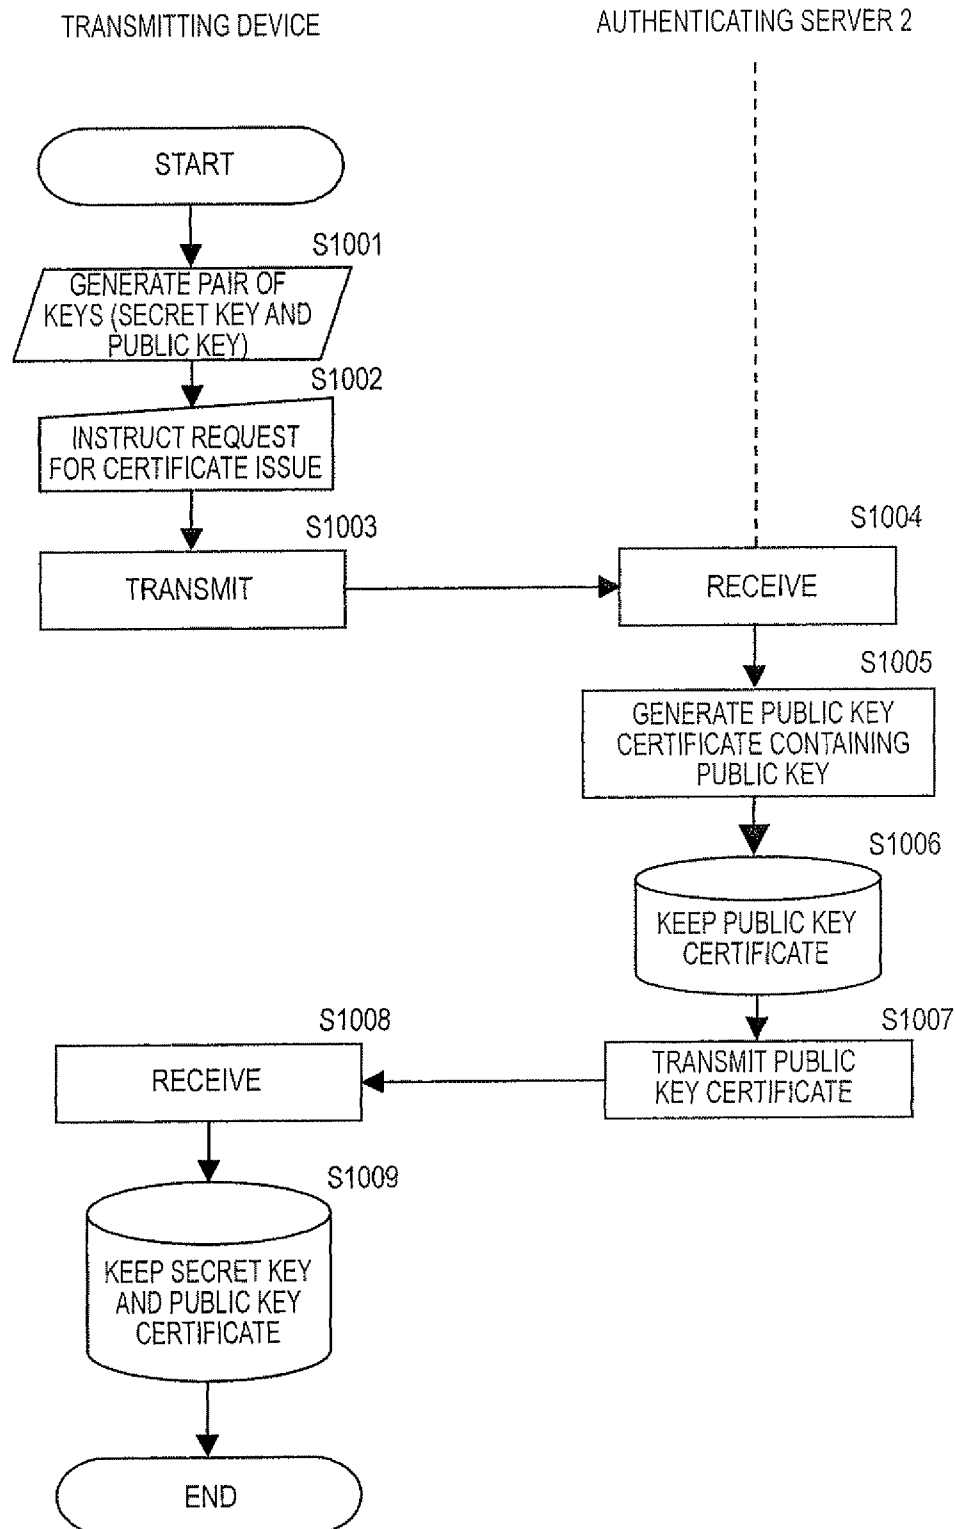 TRANSMITTING DEVICE
AUTHENTICATING SERVER 2
START
S1001
GENERATE PAIR OF
KEYS (SECRET KEY AND
PUBLIC KEY)
S1002
INSTRUCT REQUEST
FOR CERTIFICATE ISSUE
S1003
TRANSMIT
S1004
RECEIVE
S1005
GENERATE PUBLIC KEY
CERTIFICATE CONTAINING
PUBLIC KEY
S1006
KEEP PUBLIC KEY
CERTIFICATE
S1007
TRANSMIT PUBLIC
KEY CERTIFICATE
S1008
RECEIVE
S1009
KEEP SECRET KEY
AND PUBLIC KEY
CERTIFICATE
END